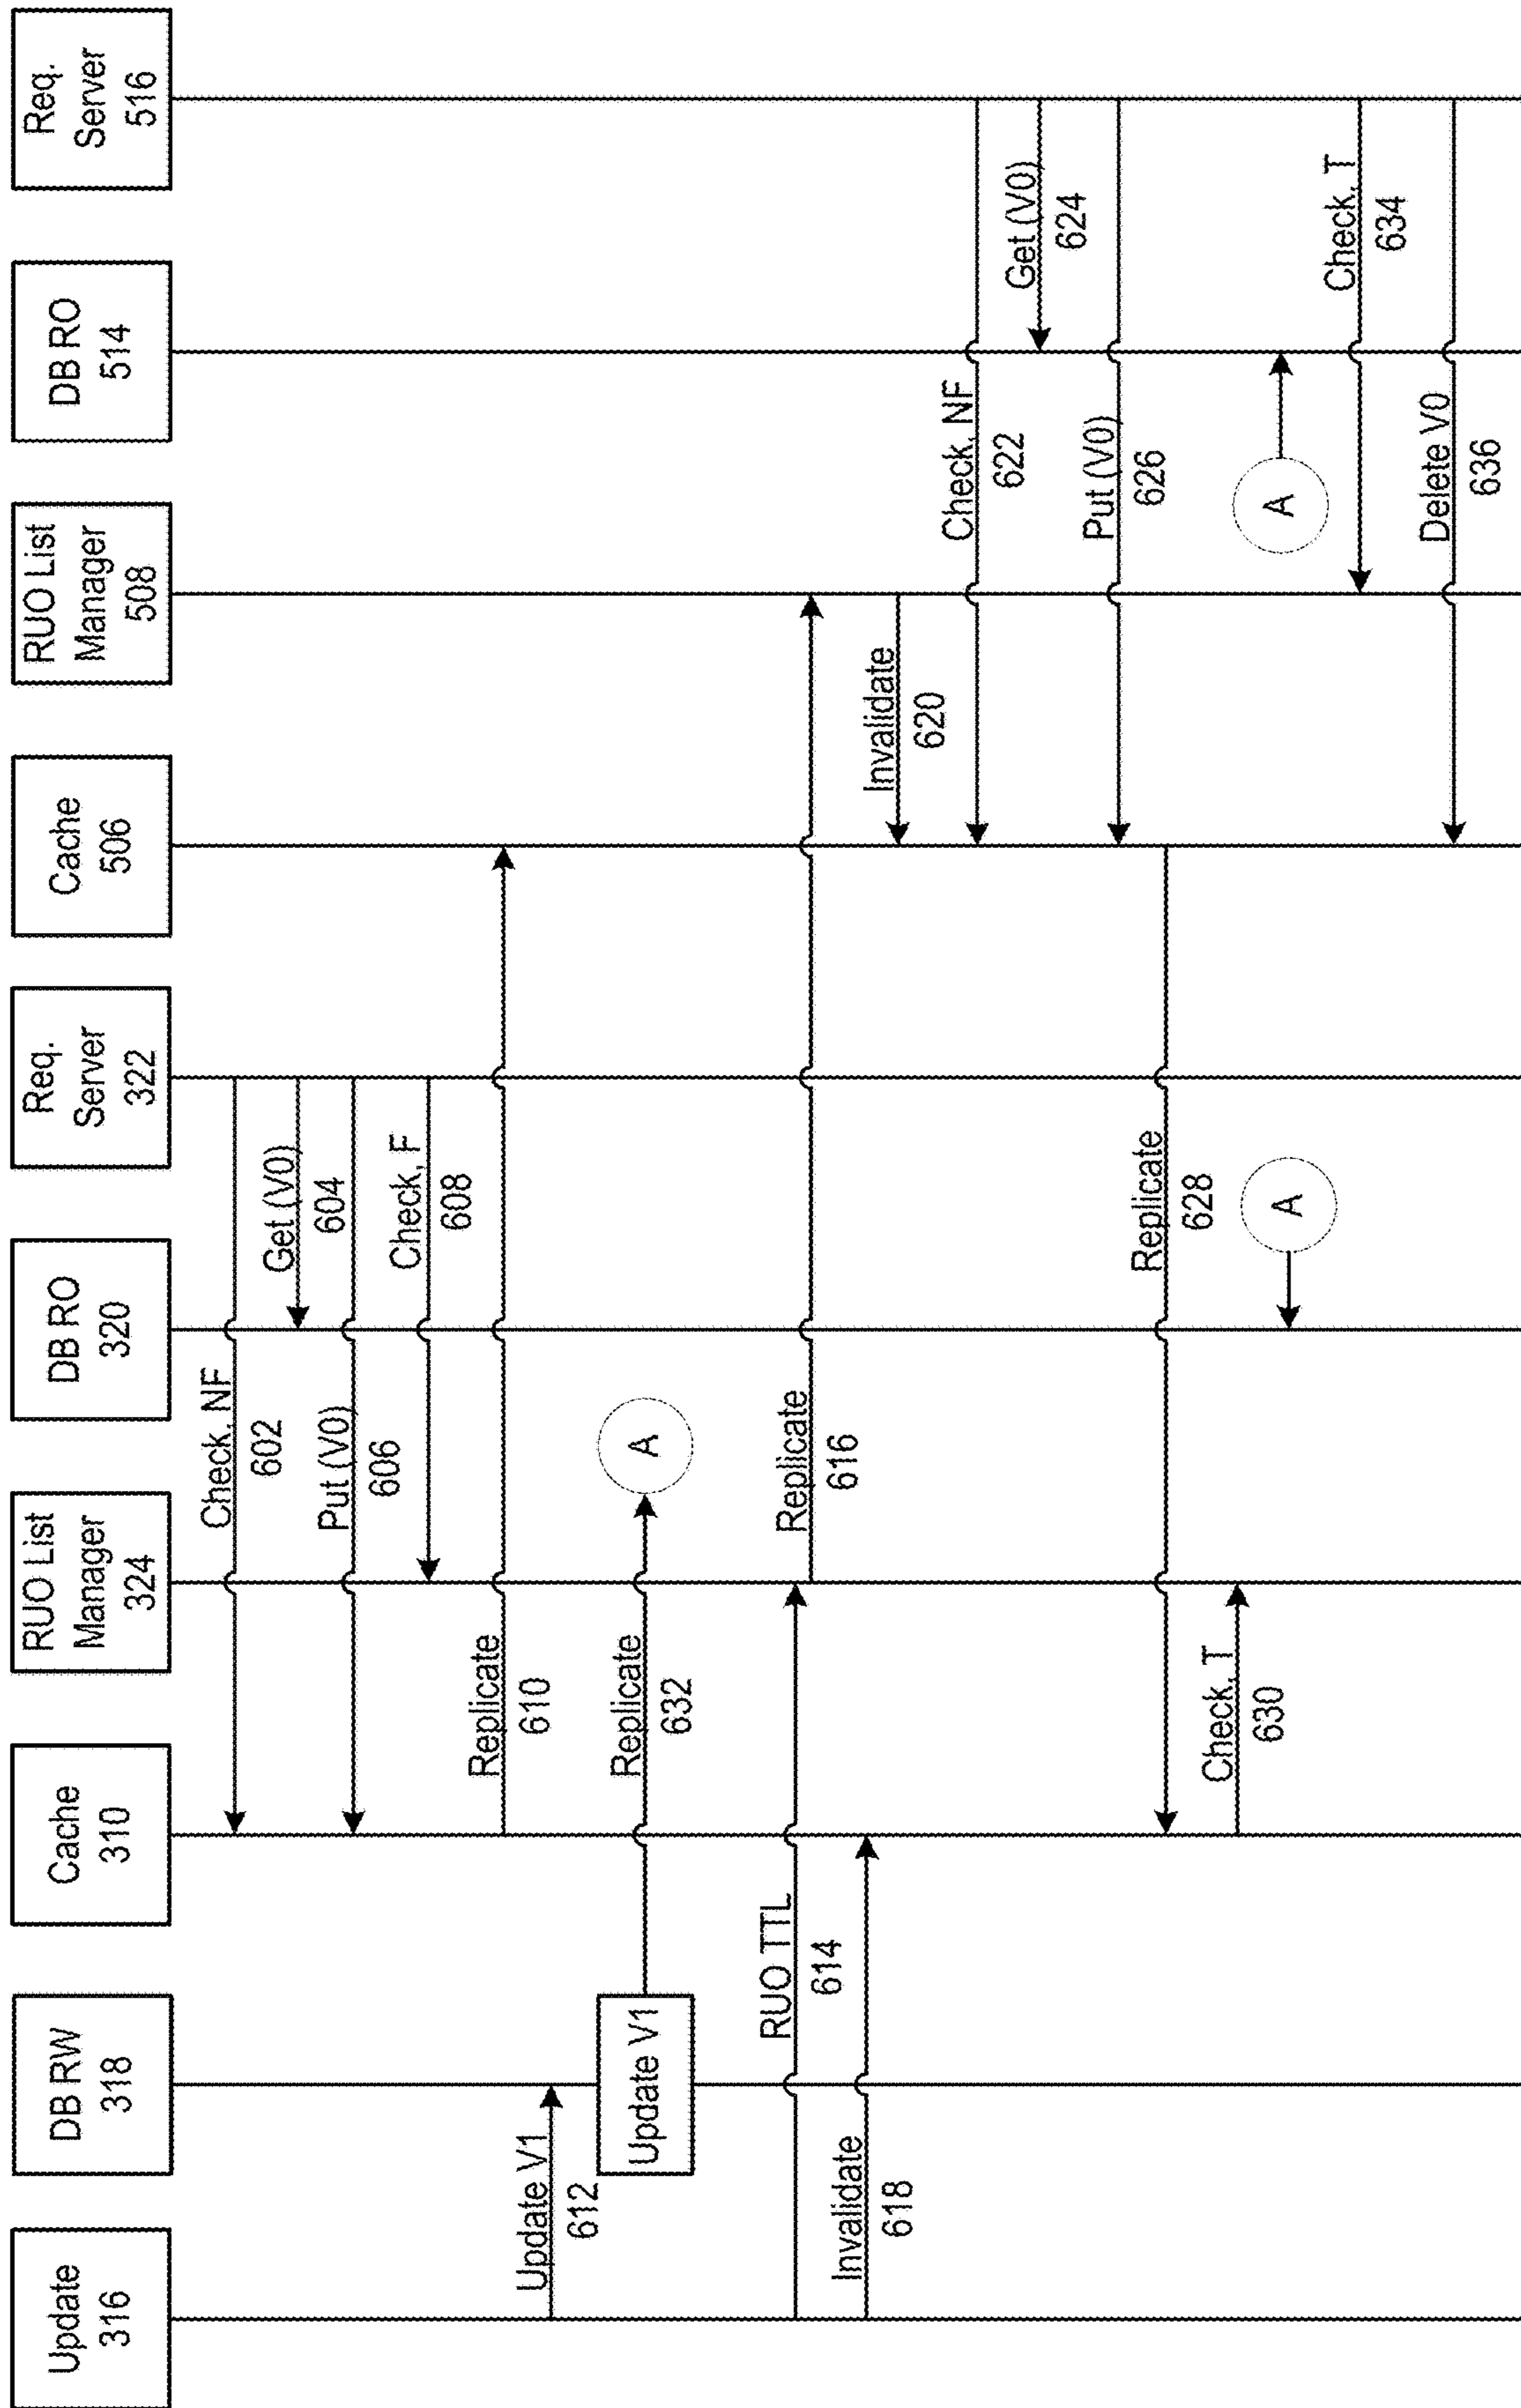 Update
316
DB RW
318
Cache
310
RUO List
Manager
324
DB RO
320
Req.
Server
322
Cache
506
RUO List
Manager
508
DB RO
514
Req.
Server
516
Check, NF
602
Get (V0)
604
Put (V0)
606
Check, F
608
Replicate
610
Update V1
612
Update V1
Replicate
632
A
RUO TTL
614
Replicate
616
Invalidate
618
Invalidate
620
Check, NF
622
Get (V0)
624
Put (V0)
626
Replicate
628
Check, T
630
A
A
Check, T
634
Delete V0
636